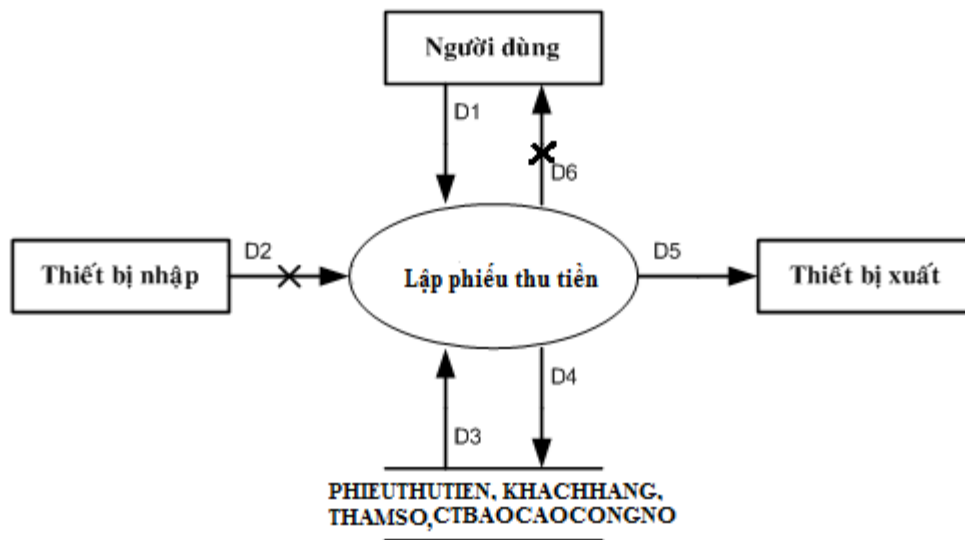 Người dùng
D1
D6
Thiết bị nhập
D2
Lập phiếu thu tiền
D5
Thiết bị xuất
D4
D3
PHIEUTHUTIEN, KHACHHANG,
THAMSO,CTBAOCAOCONGNO